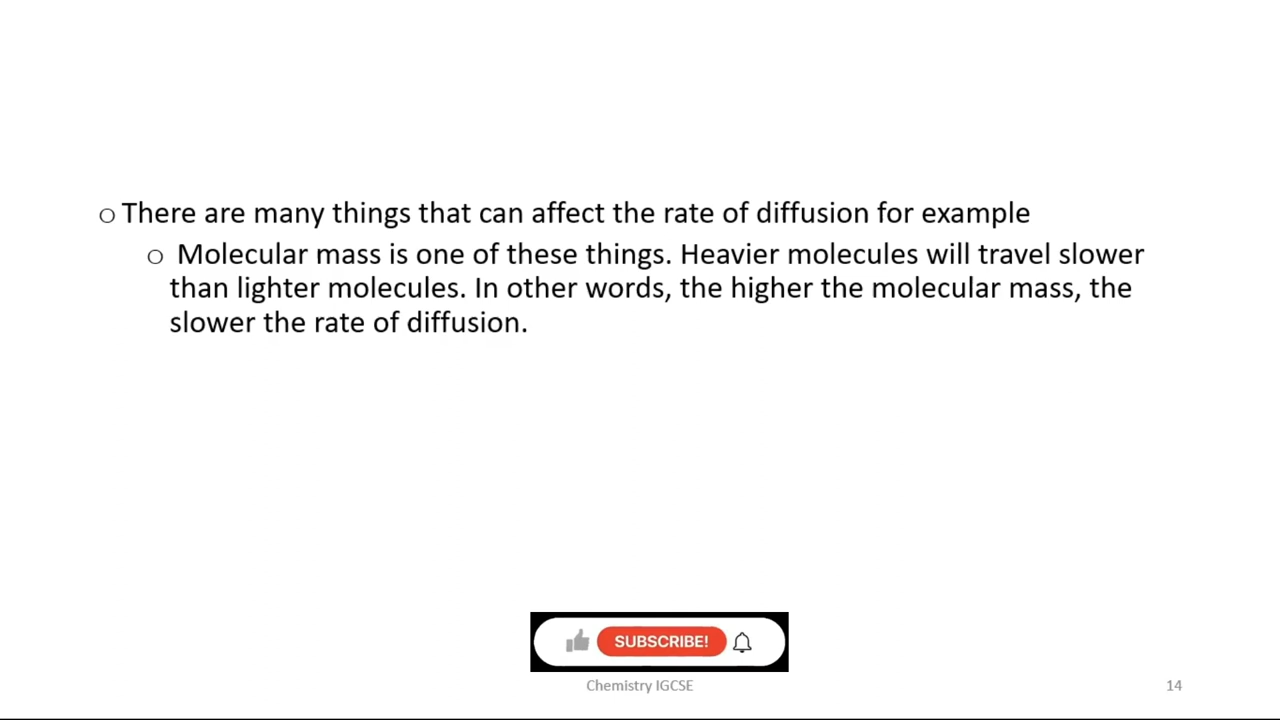 ○ There are many things that can affect the rate of diffusion for example
○ Molecular mass is one of these things. Heavier molecules will travel slower
than lighter molecules. In other words, the higher the molecular mass, the
slower the rate of diffusion.
SUBSCRIBE!
Chemistry IGCSE 14